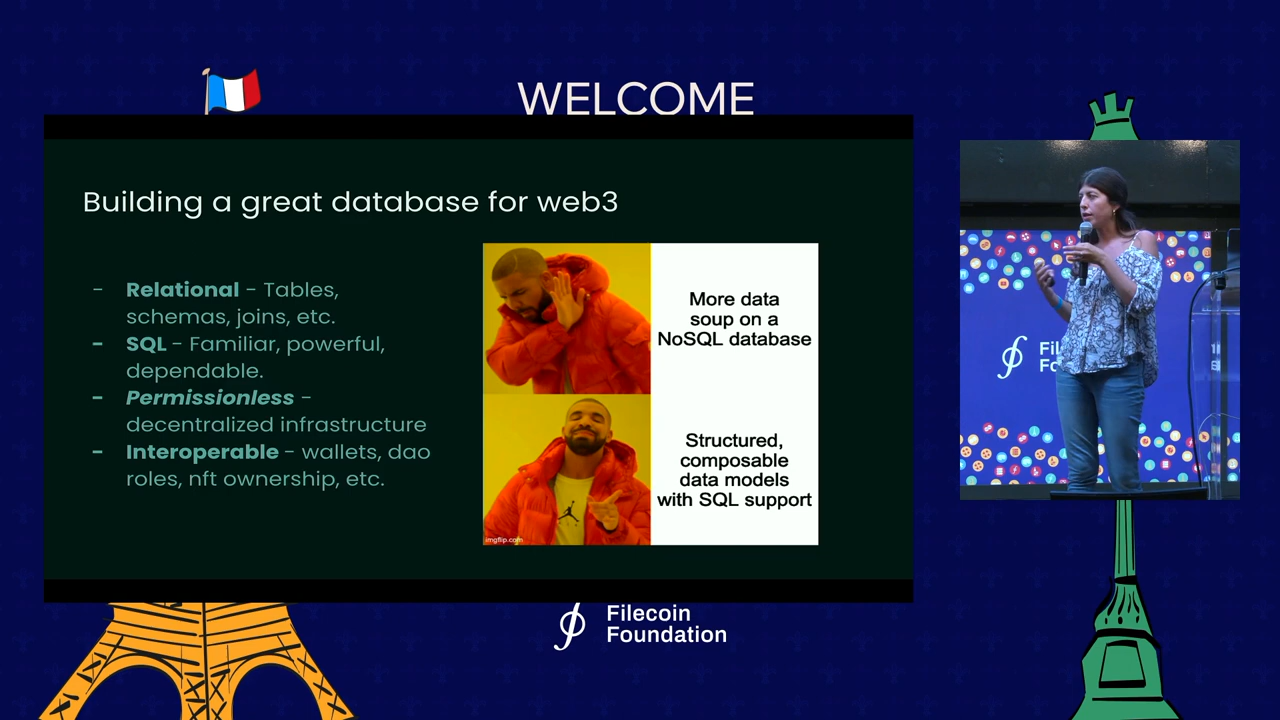 WELCOME
Building a great database for web3
- Relational - Tables,
schemas, joins, etc.
- SQL - Familiar, powerful,
dependable.
- Permissionless -
decentralized infrastructure
- Interoperable - wallets, dao
roles, nft ownership, etc.
More data
soup on a
NoSQL database
Structured,
composable
data models
with SQL support
imgflip.com
Filecoin
Foundation